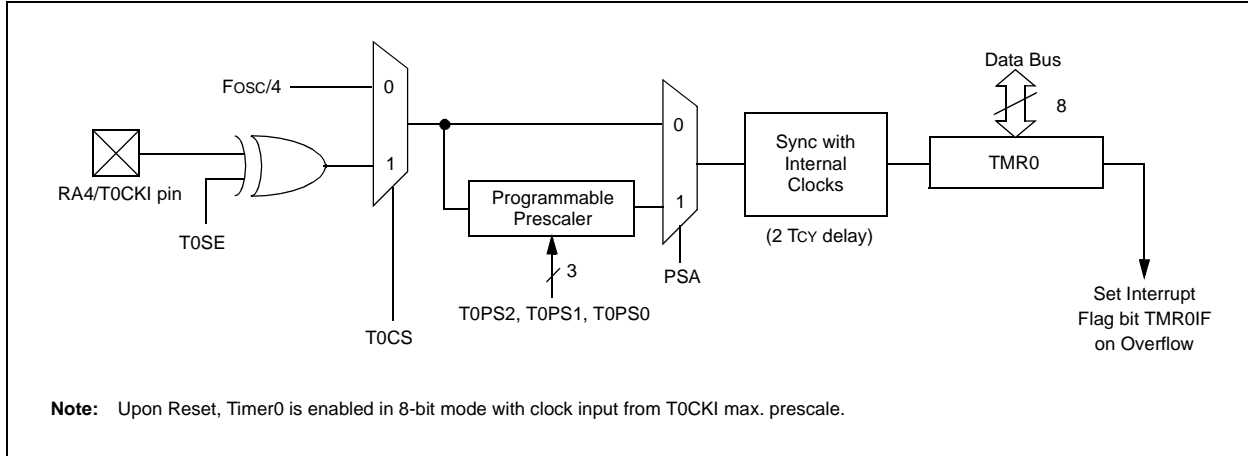 Data Bus
FOSC/4
0
8
0
Sync with
Internal
Clocks
TMR0
1
RA4/T0CKI pin
Programmable
Prescaler
1
T0SE
(2 TCY delay)
3
PSA
T0PS2, T0PS1, T0PS0
T0CS
Set Interrupt
Flag bit TMR0IF
on Overflow
Note: Upon Reset, Timer0 is enabled in 8-bit mode with clock input from T0CKI max. prescale.